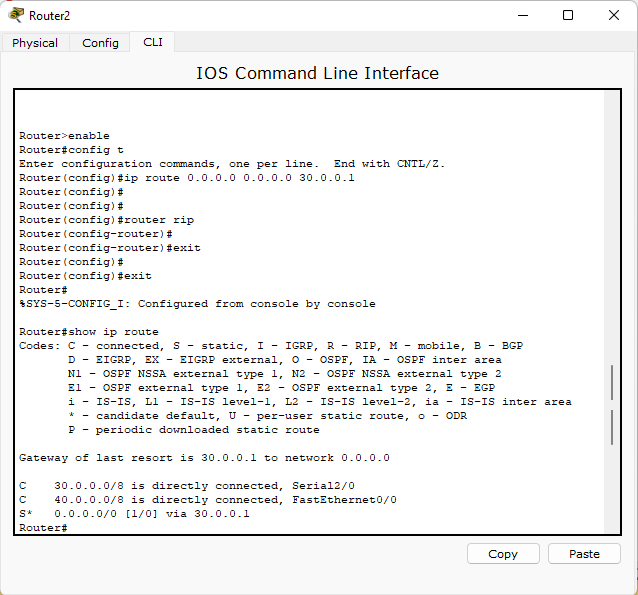 Router2
Physical Config CLI
IOS Command Line Interface
Router>enable
Router#config t
Enter configuration commands, one per line.  End with CNTL/Z.
Router(config)#ip route 0.0.0.0 0.0.0.0 30.0.0.1
Router(config)#
Router(config)#
Router(config)#router rip
Router(config-router)#
Router(config-router)#exit
Router(config)#
Router(config)#exit
Router#
%SYS-5-CONFIG_I: Configured from console by console
Router#show ip route
Codes: C - connected, S - static, I - IGRP, R - RIP, M - mobile, B - BGP
       D - EIGRP, EX - EIGRP external, O - OSPF, IA - OSPF inter area
       N1 - OSPF NSSA external type 1, N2 - OSPF NSSA external type 2
       E1 - OSPF external type 1, E2 - OSPF external type 2, E - EGP
       i - IS-IS, L1 - IS-IS level-1, L2 - IS-IS level-2, ia - IS-IS inter area
       * - candidate default, U - per-user static route, o - ODR
       P - periodic downloaded static route
Gateway of last resort is 30.0.0.1 to network 0.0.0.0
C    30.0.0.0/8 is directly connected, Serial2/0
C    40.0.0.0/8 is directly connected, FastEthernet0/0
S*   0.0.0.0/0 [1/0] via 30.0.0.1
Router#
Copy Paste